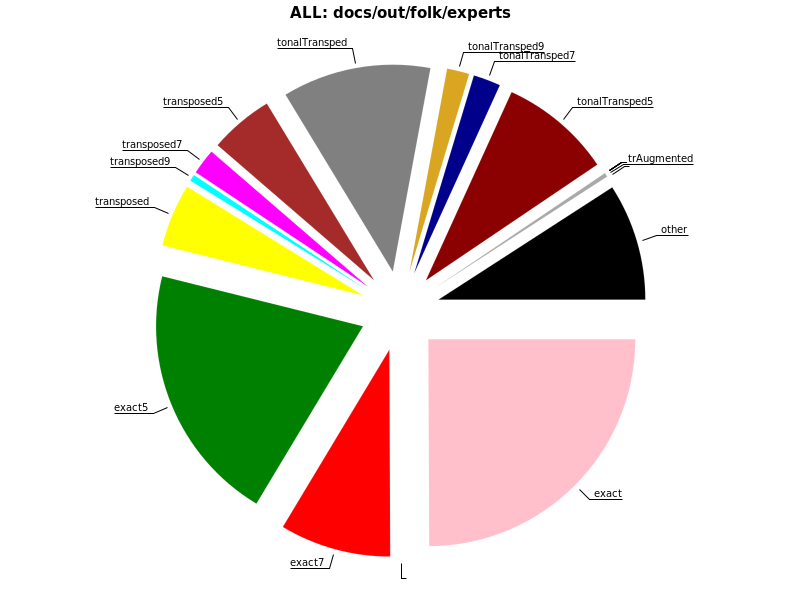 ALL: docs/out/folk/experts
tonalTransped
tonalTransped9
tonalTransped7
transposed5
tonalTransped5
transposed7
transposed9
trAugmented
transposed
other
exact5
exact
exact7